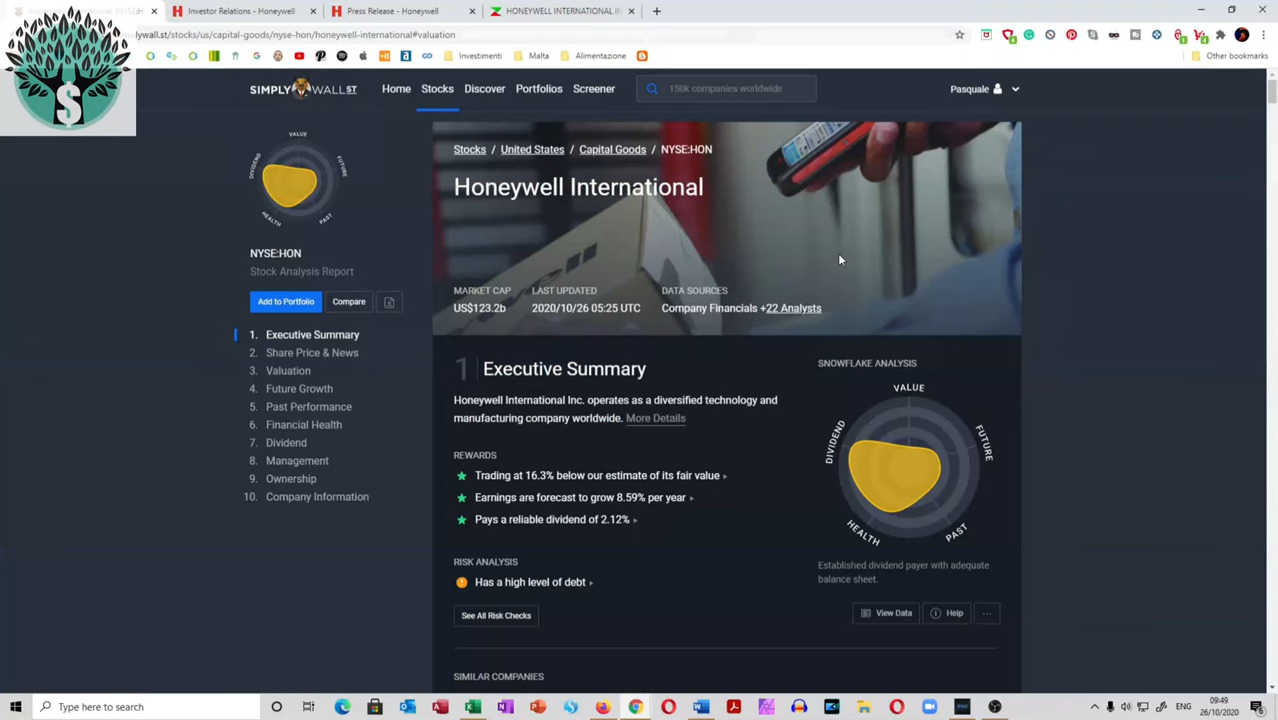 Investor Relations - Honeywell
Press Release - Honeywell
HONEYWELL INTERNATIONAL IN
wall.st/stocks/us/capital-goods/nyse-hon/honeywell-international#valuation
Investimenti
Malta
Alimentazione
Other bookmarks
$
SIMPLY WALL ST
Home
Stocks
Discover
Portfolios
Screener
150k companies worldwide
Pasquale
VALUE
FUTURE
PAST
HEALTH
DIVIDEND
NYSE:HON
Stock Analysis Report
Add to Portfolio
Compare
1. Executive Summary
2. Share Price & News
3. Valuation
4. Future Growth
5. Past Performance
6. Financial Health
7. Dividend
8. Management
9. Ownership
10. Company Information
Stocks / United States / Capital Goods / NYSE:HON
Honeywell International
MARKET CAP
US$123.2b
LAST UPDATED
2020/10/26 05:25 UTC
DATA SOURCES
Company Financials +22 Analysts
1 Executive Summary
Honeywell International Inc. operates as a diversified technology and
manufacturing company worldwide. More Details
REWARDS
Trading at 16.3% below our estimate of its fair value
Earnings are forecast to grow 8.59% per year
Pays a reliable dividend of 2.12%
RISK ANALYSIS
Has a high level of debt
See All Risk Checks
SNOWFLAKE ANALYSIS
VALUE
FUTURE
PAST
HEALTH
DIVIDEND
Established dividend payer with adequate
balance sheet.
View Data
Help
SIMILAR COMPANIES
Type here to search
ENG
09:49
26/10/2020